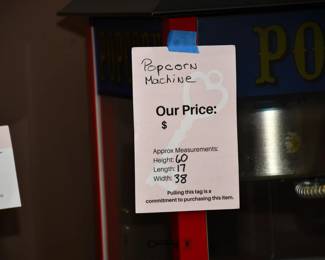 POPCORN
PO
Popcorn
Machine
Our Price:
$
Approx Measurements:
Height: 60
Length: 17
Width: 38
Pulling this tag is a
commitment to purchasing this item.